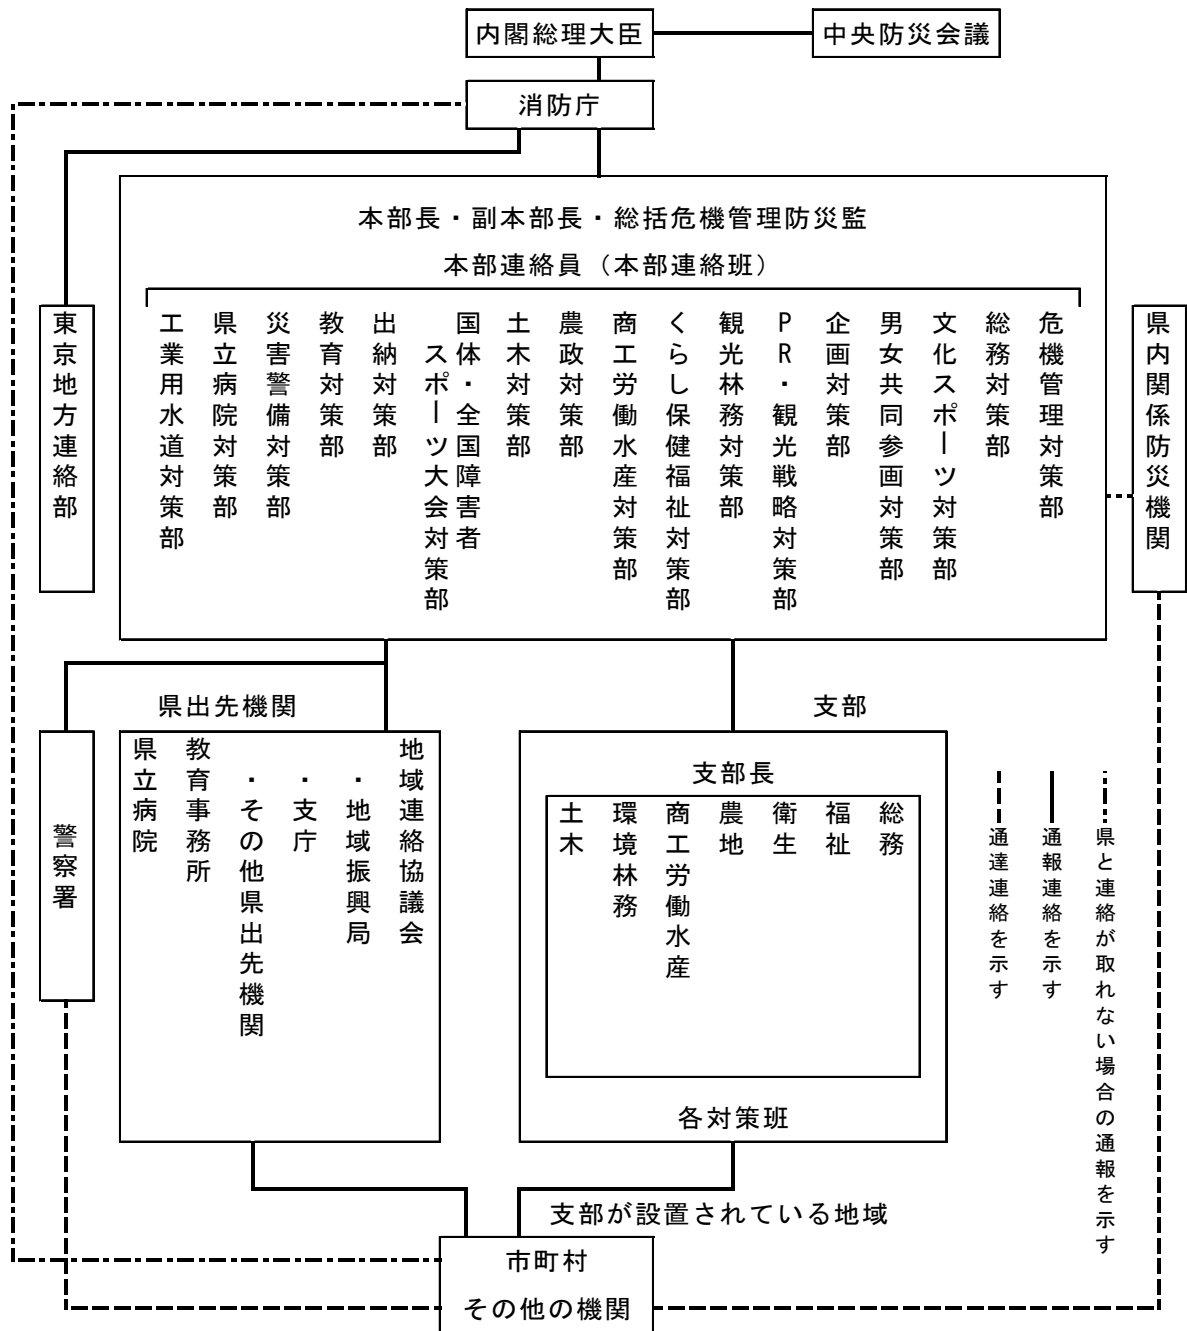 内閣総理大臣
中央防災会議
消防庁
本部長・副本部長・総括危機管理防災監
本部連絡員（本部連絡班）
危機管理対策部
総務対策部
文化スポーツ対策部
男女共同参画対策部
企画対策部
PR・観光戦略対策部
観光林務対策部
くらし保健福祉対策部
商工労働水産対策部
農政対策部
土木対策部
国体・全国障害者
スポーツ大会対策部
出納対策部
教育対策部
災害警備対策部
県立病院対策部
工業用水道対策部
東京地方連絡部
県内関係防災機関
県出先機関
支部
地域連絡協議会
・地域振興局
・支庁
・その他県出先機関
教育事務所
県立病院
警察署
支部長
総務
福祉
衛生
農地
商工労働水産
環境林務
土木
各対策班
県と連絡が取れない場合の通報を示す
通報連絡を示す
通達連絡を示す
支部が設置されている地域
市町村
その他の機関